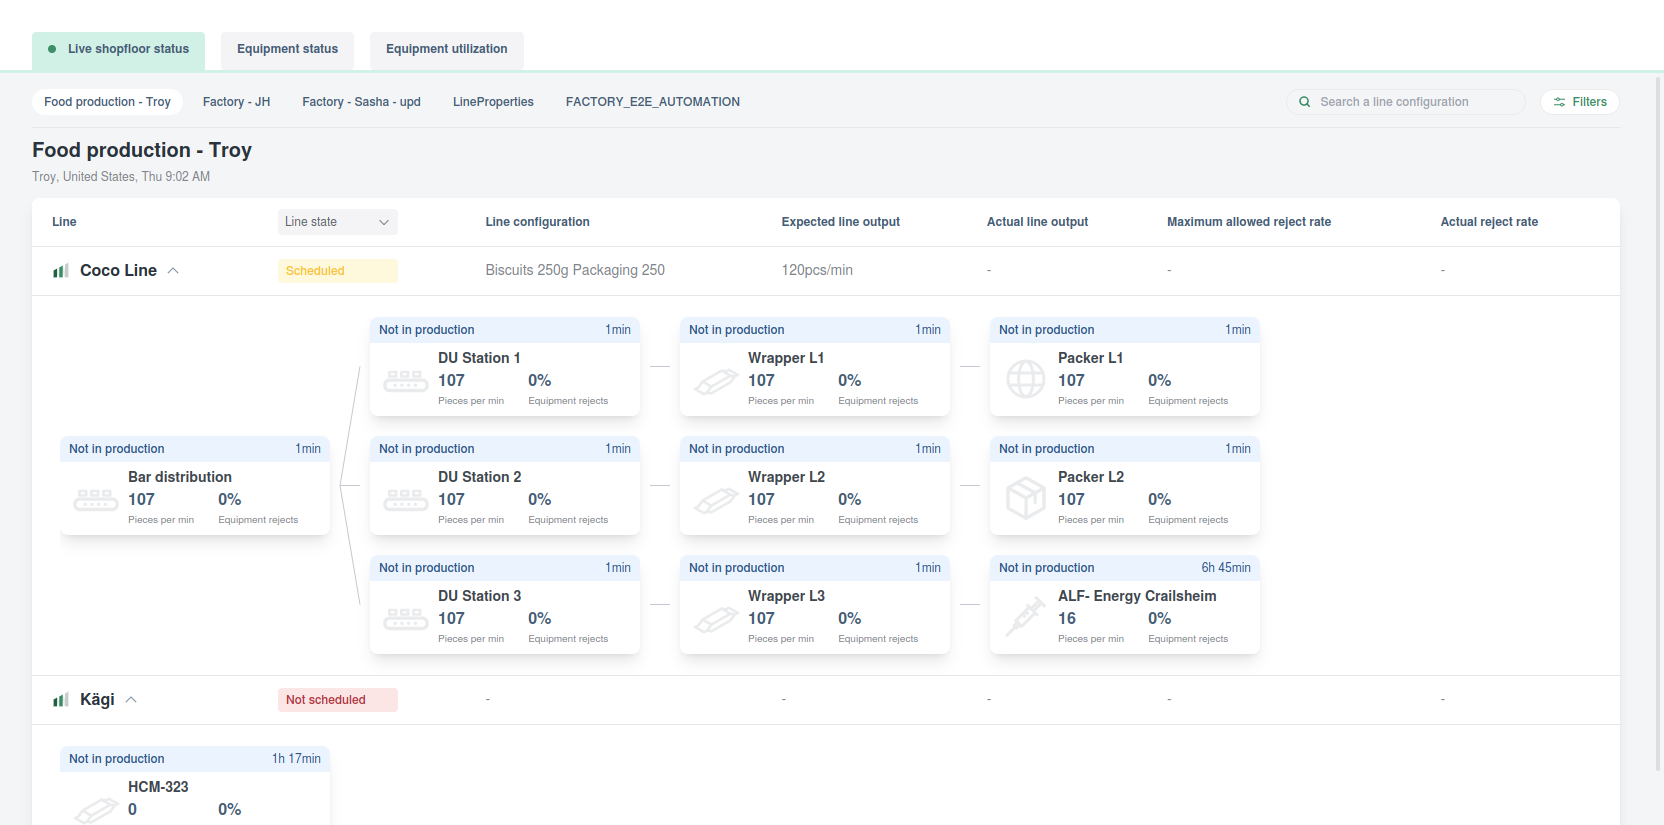 Live shopfloor status Equipment status Equipment utilization
Food production - Troy Factory - JH Factory - Sasha - upd LineProperties FACTORY_E2E_AUTOMATION Search a line configuration Filters
Food production - Troy
Troy, United States, Thu 9:02 AM
Line Line state Line configuration Expected line output Actual line output Maximum allowed reject rate Actual reject rate
Coco Line Scheduled Biscuits 250g Packaging 250 120pcs/min - - -
Not in production 1min Not in production 1min Not in production 1min
DU Station 1 Wrapper L1 Packer L1
107 0% 107 0% 107 0%
Pieces per min Equipment rejects Pieces per min Equipment rejects Pieces per min Equipment rejects
Not in production 1min Not in production 1min Not in production 1min Not in production 1min
Bar distribution DU Station 2 Wrapper L2 Packer L2
107 0% 107 0% 107 0% 107 0%
Pieces per min Equipment rejects Pieces per min Equipment rejects Pieces per min Equipment rejects Pieces per min Equipment rejects
Not in production 1min Not in production 1min Not in production 6h 45min
DU Station 3 Wrapper L3 ALF- Energy Crailsheim
107 0% 107 0% 16 0%
Pieces per min Equipment rejects Pieces per min Equipment rejects Pieces per min Equipment rejects
Kägi Not scheduled - - - - -
Not in production 1h 17min
HCM-323
0 0%